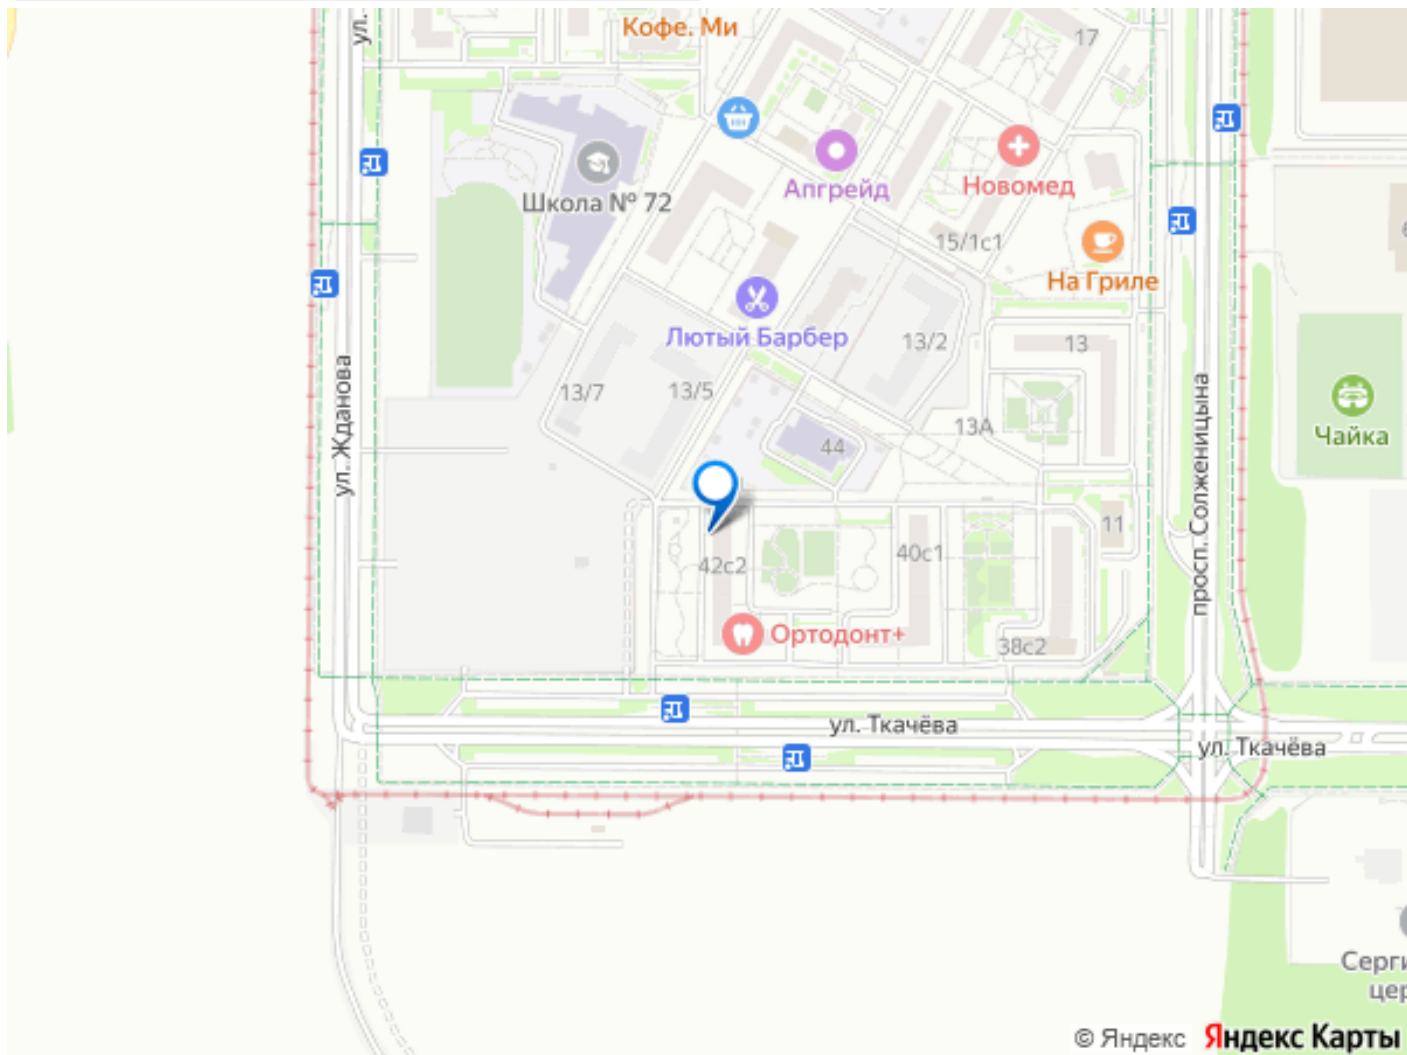 Кофе. Ми
ул.
17
Школа № 72
Апгрейд
Новомед
15/1с1
На Гриле
Лютый Барбер
13/2
13
13/7
13/5
13А
44
Чайка
ул. Жданова
просп. Солженицына
11
42с2
40с1
Ортодонт+
38с2
ул. Ткачёва
ул. Ткачёва
Серги
цер
© Яндекс Яндекс Карты